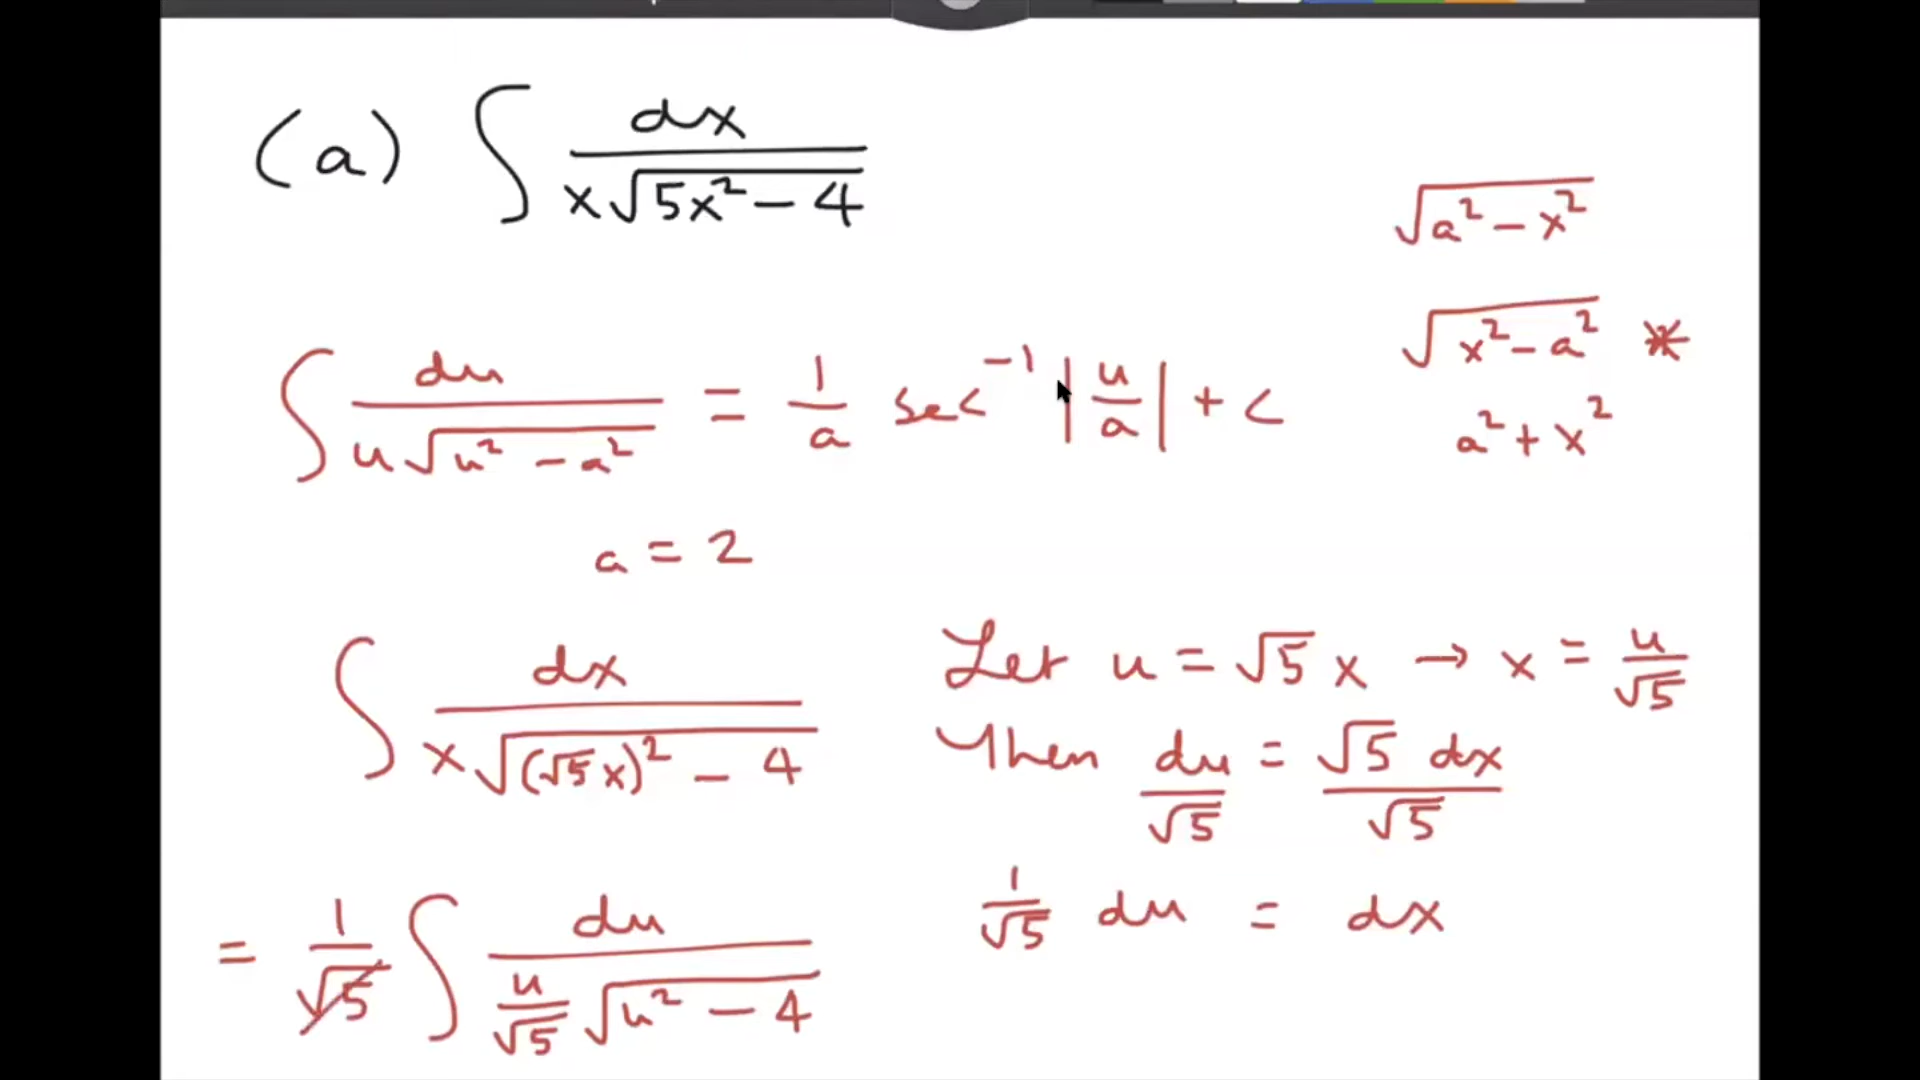 (a) ∫ dx / x√5x² − 4
√a² − x²
√x² − a² *
a² + x²
∫ du / u√u² − a² = 1/a sec⁻¹ |u/a| + c
a = 2
∫ dx / x√(√5x)² − 4
Let u = √5 x → x = u/√5
Then du/√5 = √5 dx/√5
1/√5 du = dx
= 1/√5 ∫ du / u/√5 √u² − 4